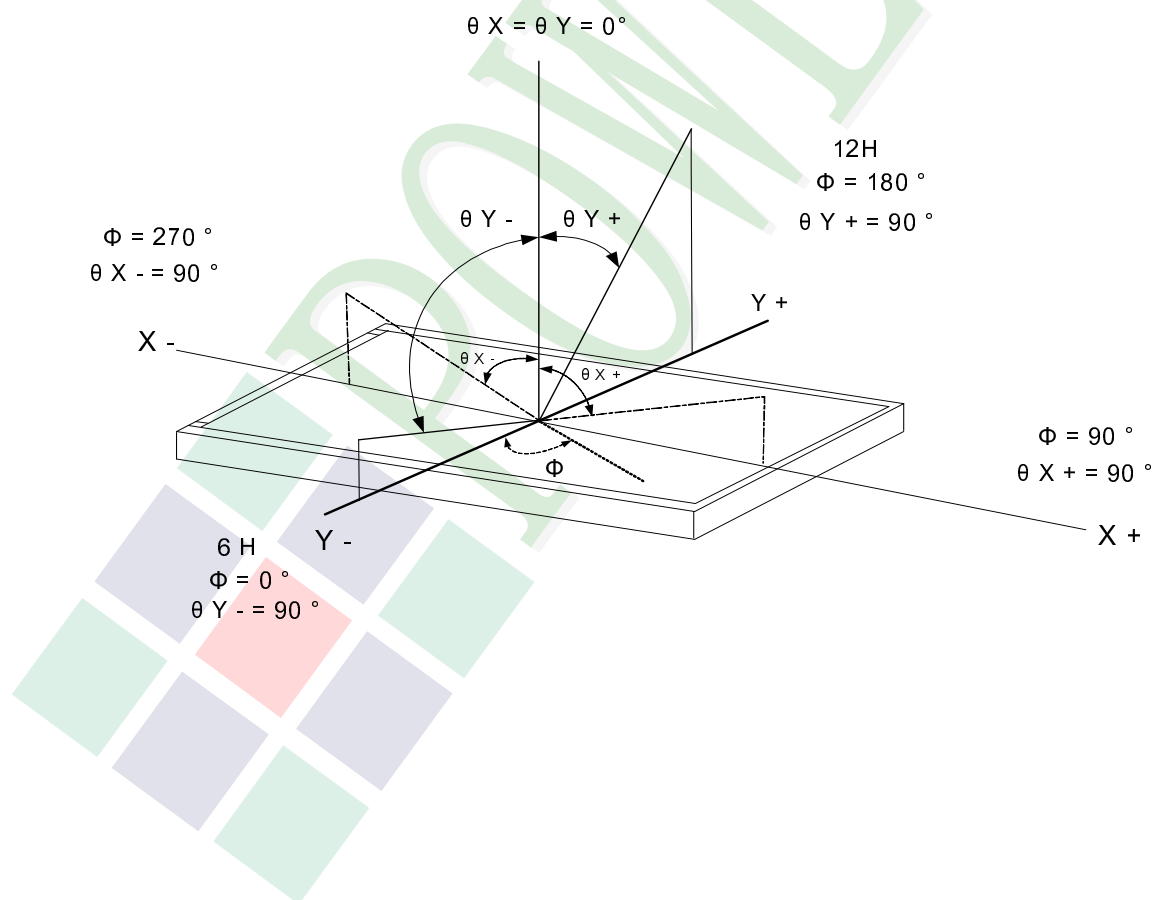 θ X = θ Y = 0°
12H
Φ = 180 °
θ Y + = 90 °
θ Y -
θ Y +
Φ = 270 °
θ X - = 90 °
Y +
X -
θ X -
θ X +
Φ = 90 °
θ X + = 90 °
Φ
X +
Y -
6 H
Φ = 0 °
θ Y - = 90 °